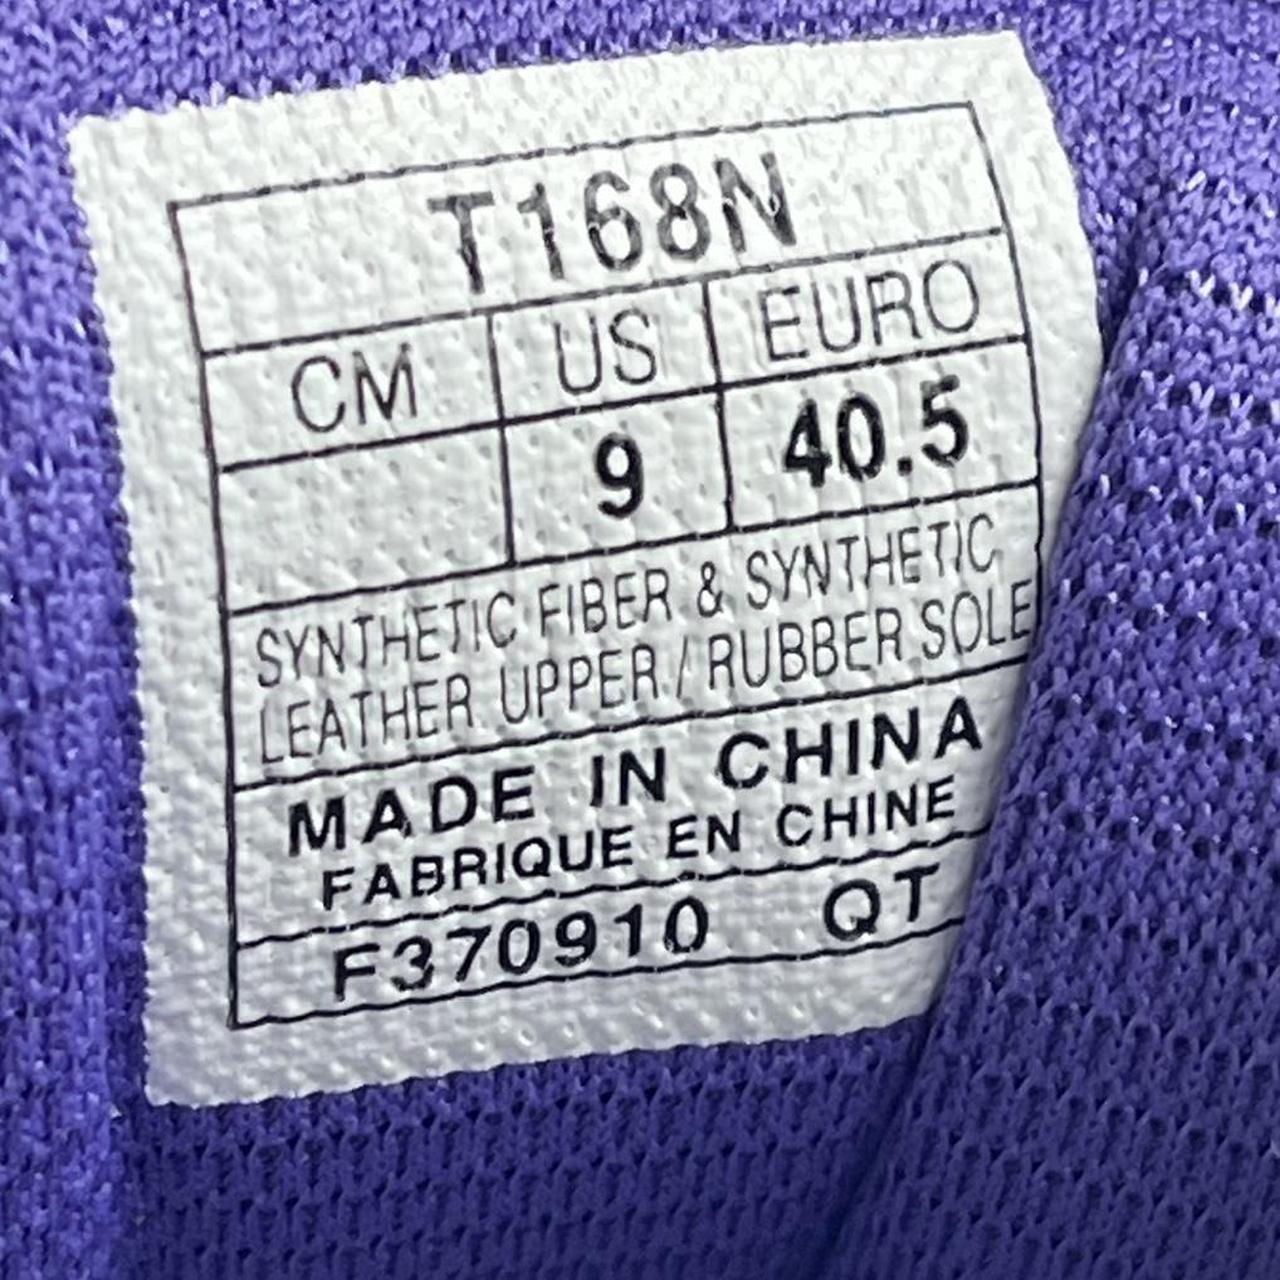 T168N
CM US EURO
9 40.5
SYNTHETIC FIBER & SYNTHETIC
LEATHER UPPER / RUBBER SOLE
MADE IN CHINA
FABRIQUE EN CHINE
F370910 QT